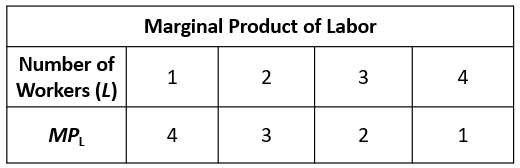 Marginal Product of Labor
Number of
Workers (L) 1 2 3 4
MPL 4 3 2 1